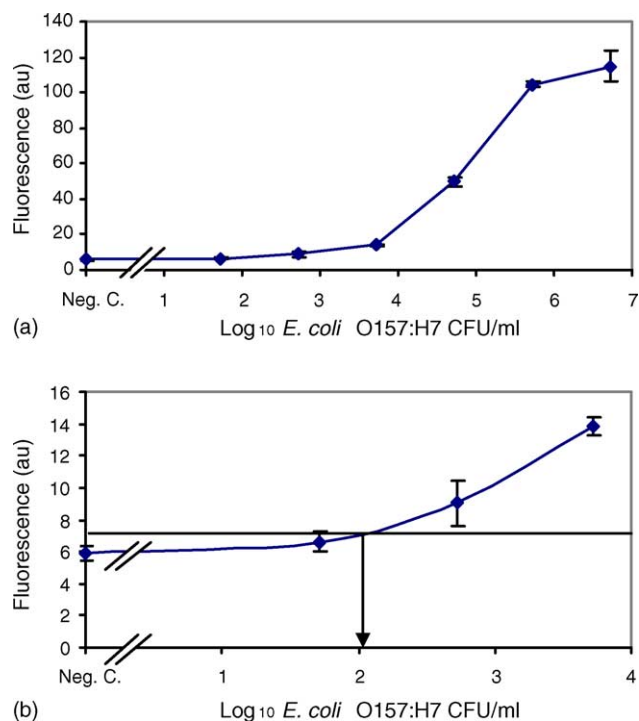 140
120
100
80
60
40
20
0
Fluorescence (au)
Neg. C. 1 2 3 4 5 6 7
(a) Log10 E. coli O157:H7 CFU/ml
16
14
12
10
8
6
4
2
0
Fluorescence (au)
Neg. C. 1 2 3 4
(b) Log10 E. coli O157:H7 CFU/ml